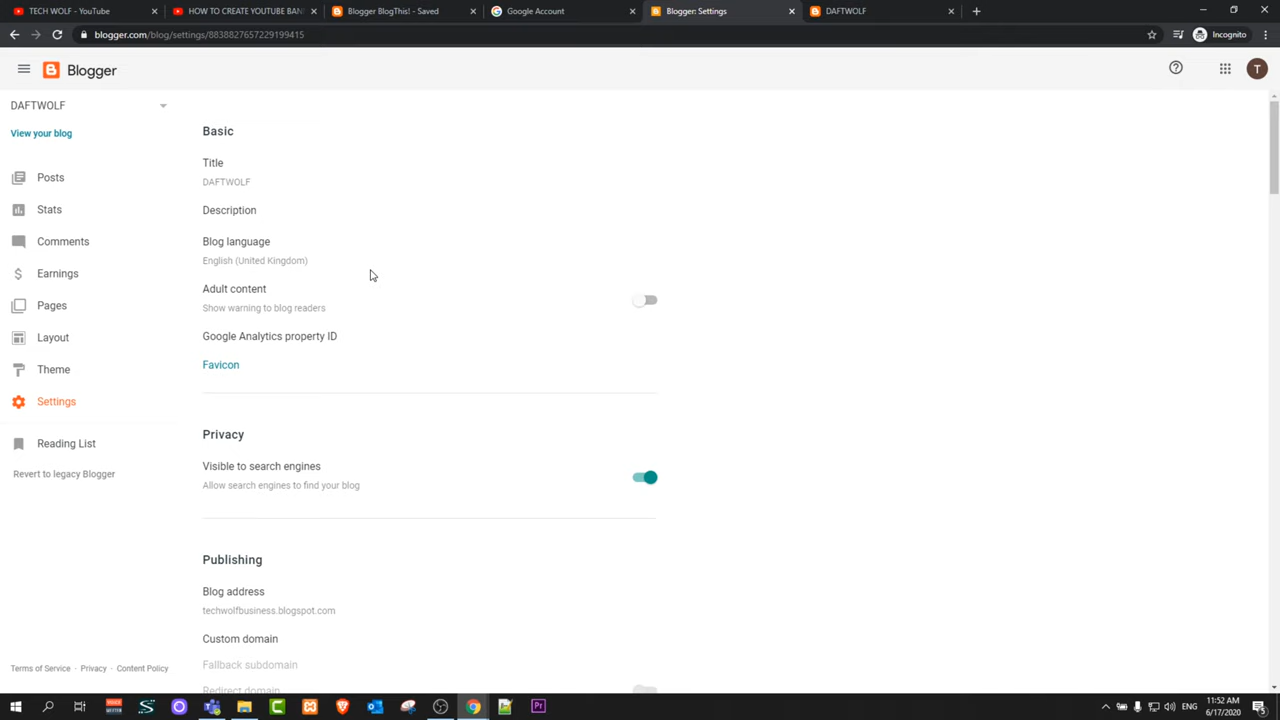 TECH WOLF - YouTube
HOW TO CREATE YOUTUBE BAN
Blogger BlogThis! - Saved
Google Account
Blogger: Settings
DAFTWOLF
blogger.com/blog/settings/8838827657229199415
Incognito
Blogger
T
DAFTWOLF
View your blog
Posts
Stats
Comments
Earnings
Pages
Layout
Theme
Settings
Reading List
Revert to legacy Blogger
Terms of Service · Privacy · Content Policy
Basic
Title
DAFTWOLF
Description
Blog language
English (United Kingdom)
Adult content
Show warning to blog readers
Google Analytics property ID
Favicon
Privacy
Visible to search engines
Allow search engines to find your blog
Publishing
Blog address
techwolfbusiness.blogspot.com
Custom domain
Fallback subdomain
Redirect domain
11:52 AM
6/17/2020